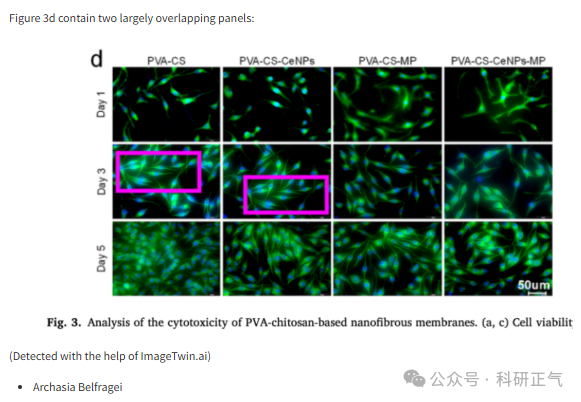 Figure 3d contain two largely overlapping panels:
d
PVA-CS PVA-CS-CeNPs PVA-CS-MP PVA-CS-CeNPs-MP
Day 1
Day 3
Day 5
50um
Fig. 3. Analysis of the cytotoxicity of PVA-chitosan-based nanofibrous membranes. (a, c) Cell viabilit
(Detected with the help of ImageTwin.ai)
• Archasia Belfragei
公众号 · 科研正气